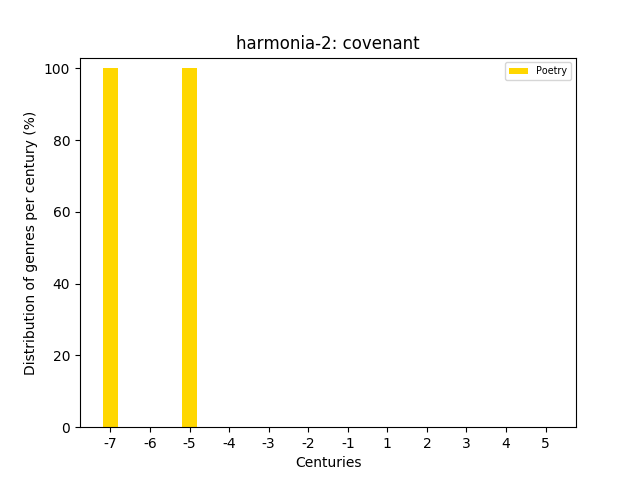 harmonia-2: covenant
Poetry
Distribution of genres per century (%)
100
80
60
40
20
0
-7 -6 -5 -4 -3 -2 -1 1 2 3 4 5
Centuries